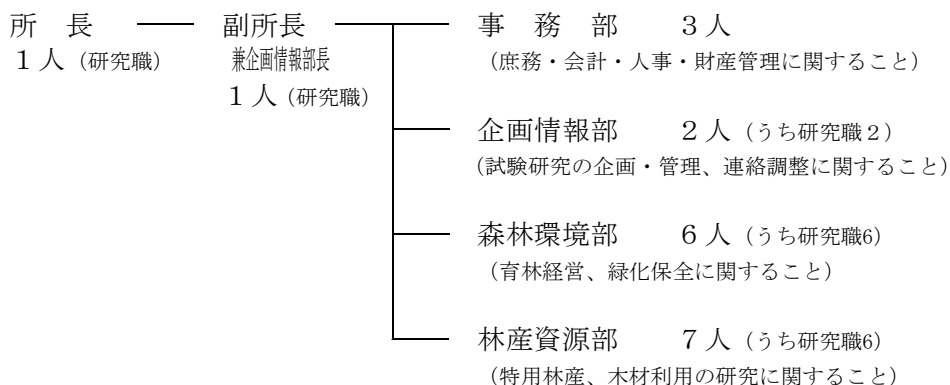 所　長　副所長　事　務　部　３人
１人（研究職）　兼企画情報部長　（庶務・会計・人事・財産管理に関すること）
１人（研究職）
企画情報部　２人（うち研究職２）
（試験研究の企画・管理、連絡調整に関すること）
森林環境部　６人（うち研究職6）
（育林経営、緑化保全に関すること）
林産資源部　７人（うち研究職6）
（特用林産、木材利用の研究に関すること）